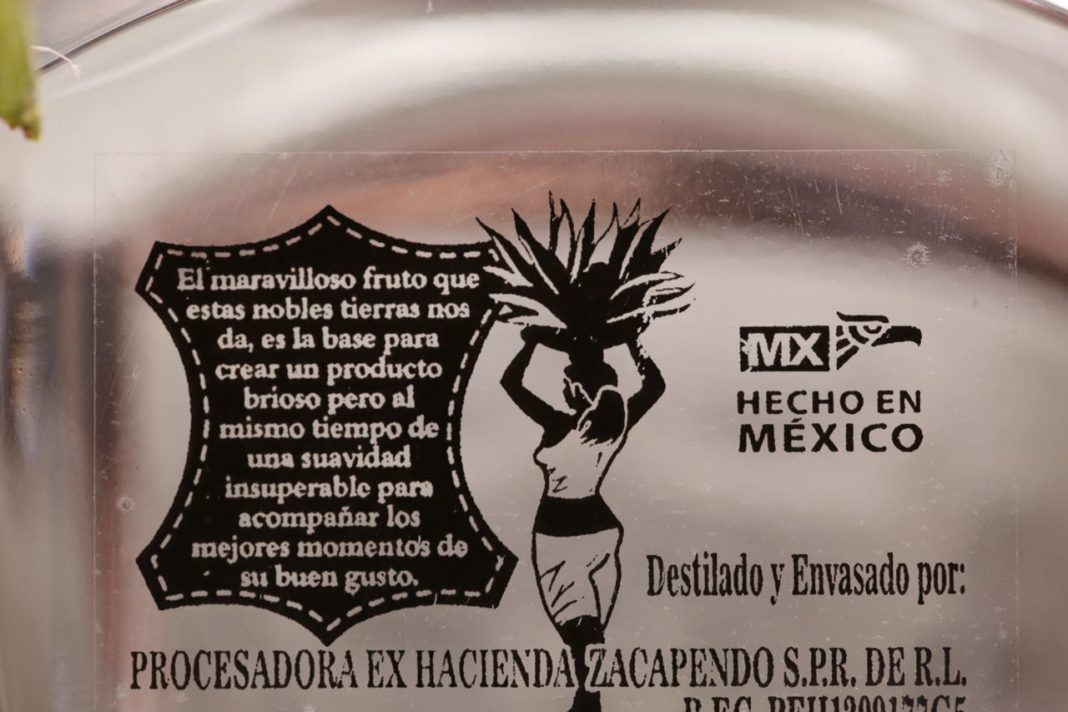 El maravilloso fruto que
estas nobles tierras nos
da, es la base para
crear un producto
brioso pero al
mismo tiempo de
una suavidad
insuperable para
acompañar los
mejores momentos de
su buen gusto.
MX
HECHO EN
MÉXICO
Destilado y Envasado por:
PROCESADORA EX HACIENDA ZACAPENDO S.P.R. DE R.L.